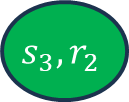 s₃, r₂